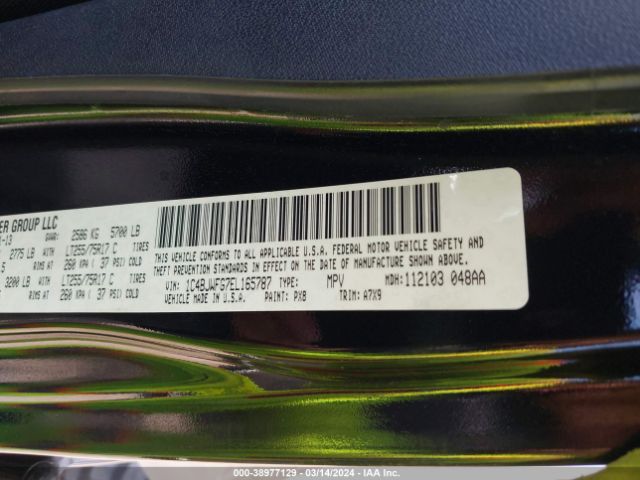 ER GROUP LLC
-13 GVWR: 2586 KG 5700 LB
2775 LB WITH LT255/75R17 C TIRES
.5 RIMS AT 260 KPA ( 37 PSI) COLD
3200 LB WITH LT255/75R17 C TIRES
RIMS AT 260 KPA ( 37 PSI) COLD
THIS VEHICLE CONFORMS TO ALL APPLICABLE U.S.A. FEDERAL MOTOR VEHICLE SAFETY AND
THEFT PREVENTION STANDARDS IN EFFECT ON THE DATE OF MANUFACTURE SHOWN ABOVE.
VIN: 1C4BJWFG7EL165787 TYPE: MPV MDH: 112103 048AA
VEHICLE MADE IN U.S.A. PAINT: PX8 TRIM: A7X9
000-38977129 - 03/14/2024 - IAA Inc.